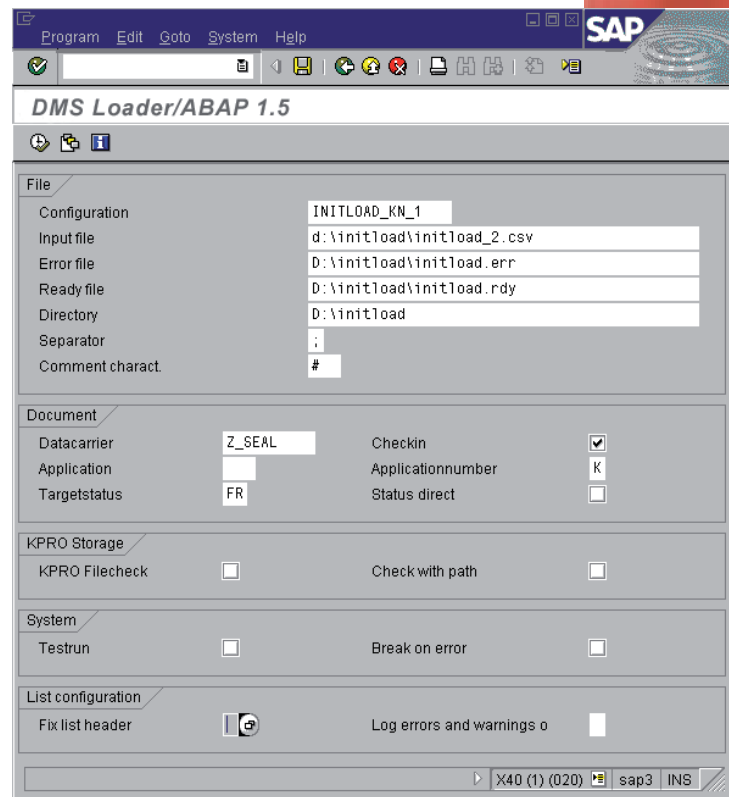 Program Edit Goto System Help
SAP
DMS Loader/ABAP 1.5
File
Configuration INITLOAD_KN_1
Input file d:\initload\initload_2.csv
Error file D:\initload\initload.err
Ready file D:\initload\initload.rdy
Directory D:\initload
Separator ;
Comment charact. #
Document
Datacarrier Z_SEAL Checkin
Application Applicationnumber K
Targetstatus FR Status direct
KPRO Storage
KPRO Filecheck Check with path
System
Testrun Break on error
List configuration
Fix list header Log errors and warnings o
X40 (1) (020) sap3 INS